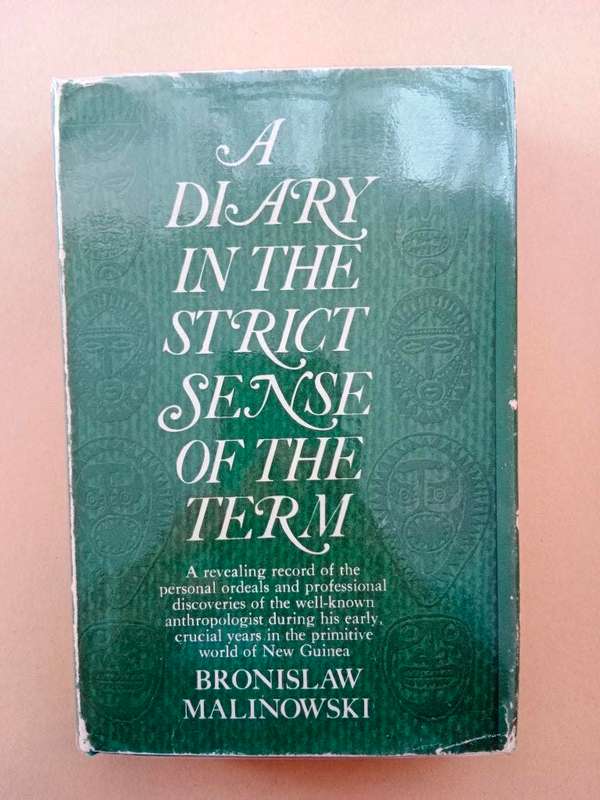 A
DIARY
IN THE
STRICT
SENSE
OF THE
TERM
A revealing record of the
personal ordeals and professional
discoveries of the well-known
anthropologist during his early,
crucial years in the primitive
world of New Guinea
BRONISLAW
MALINOWSKI